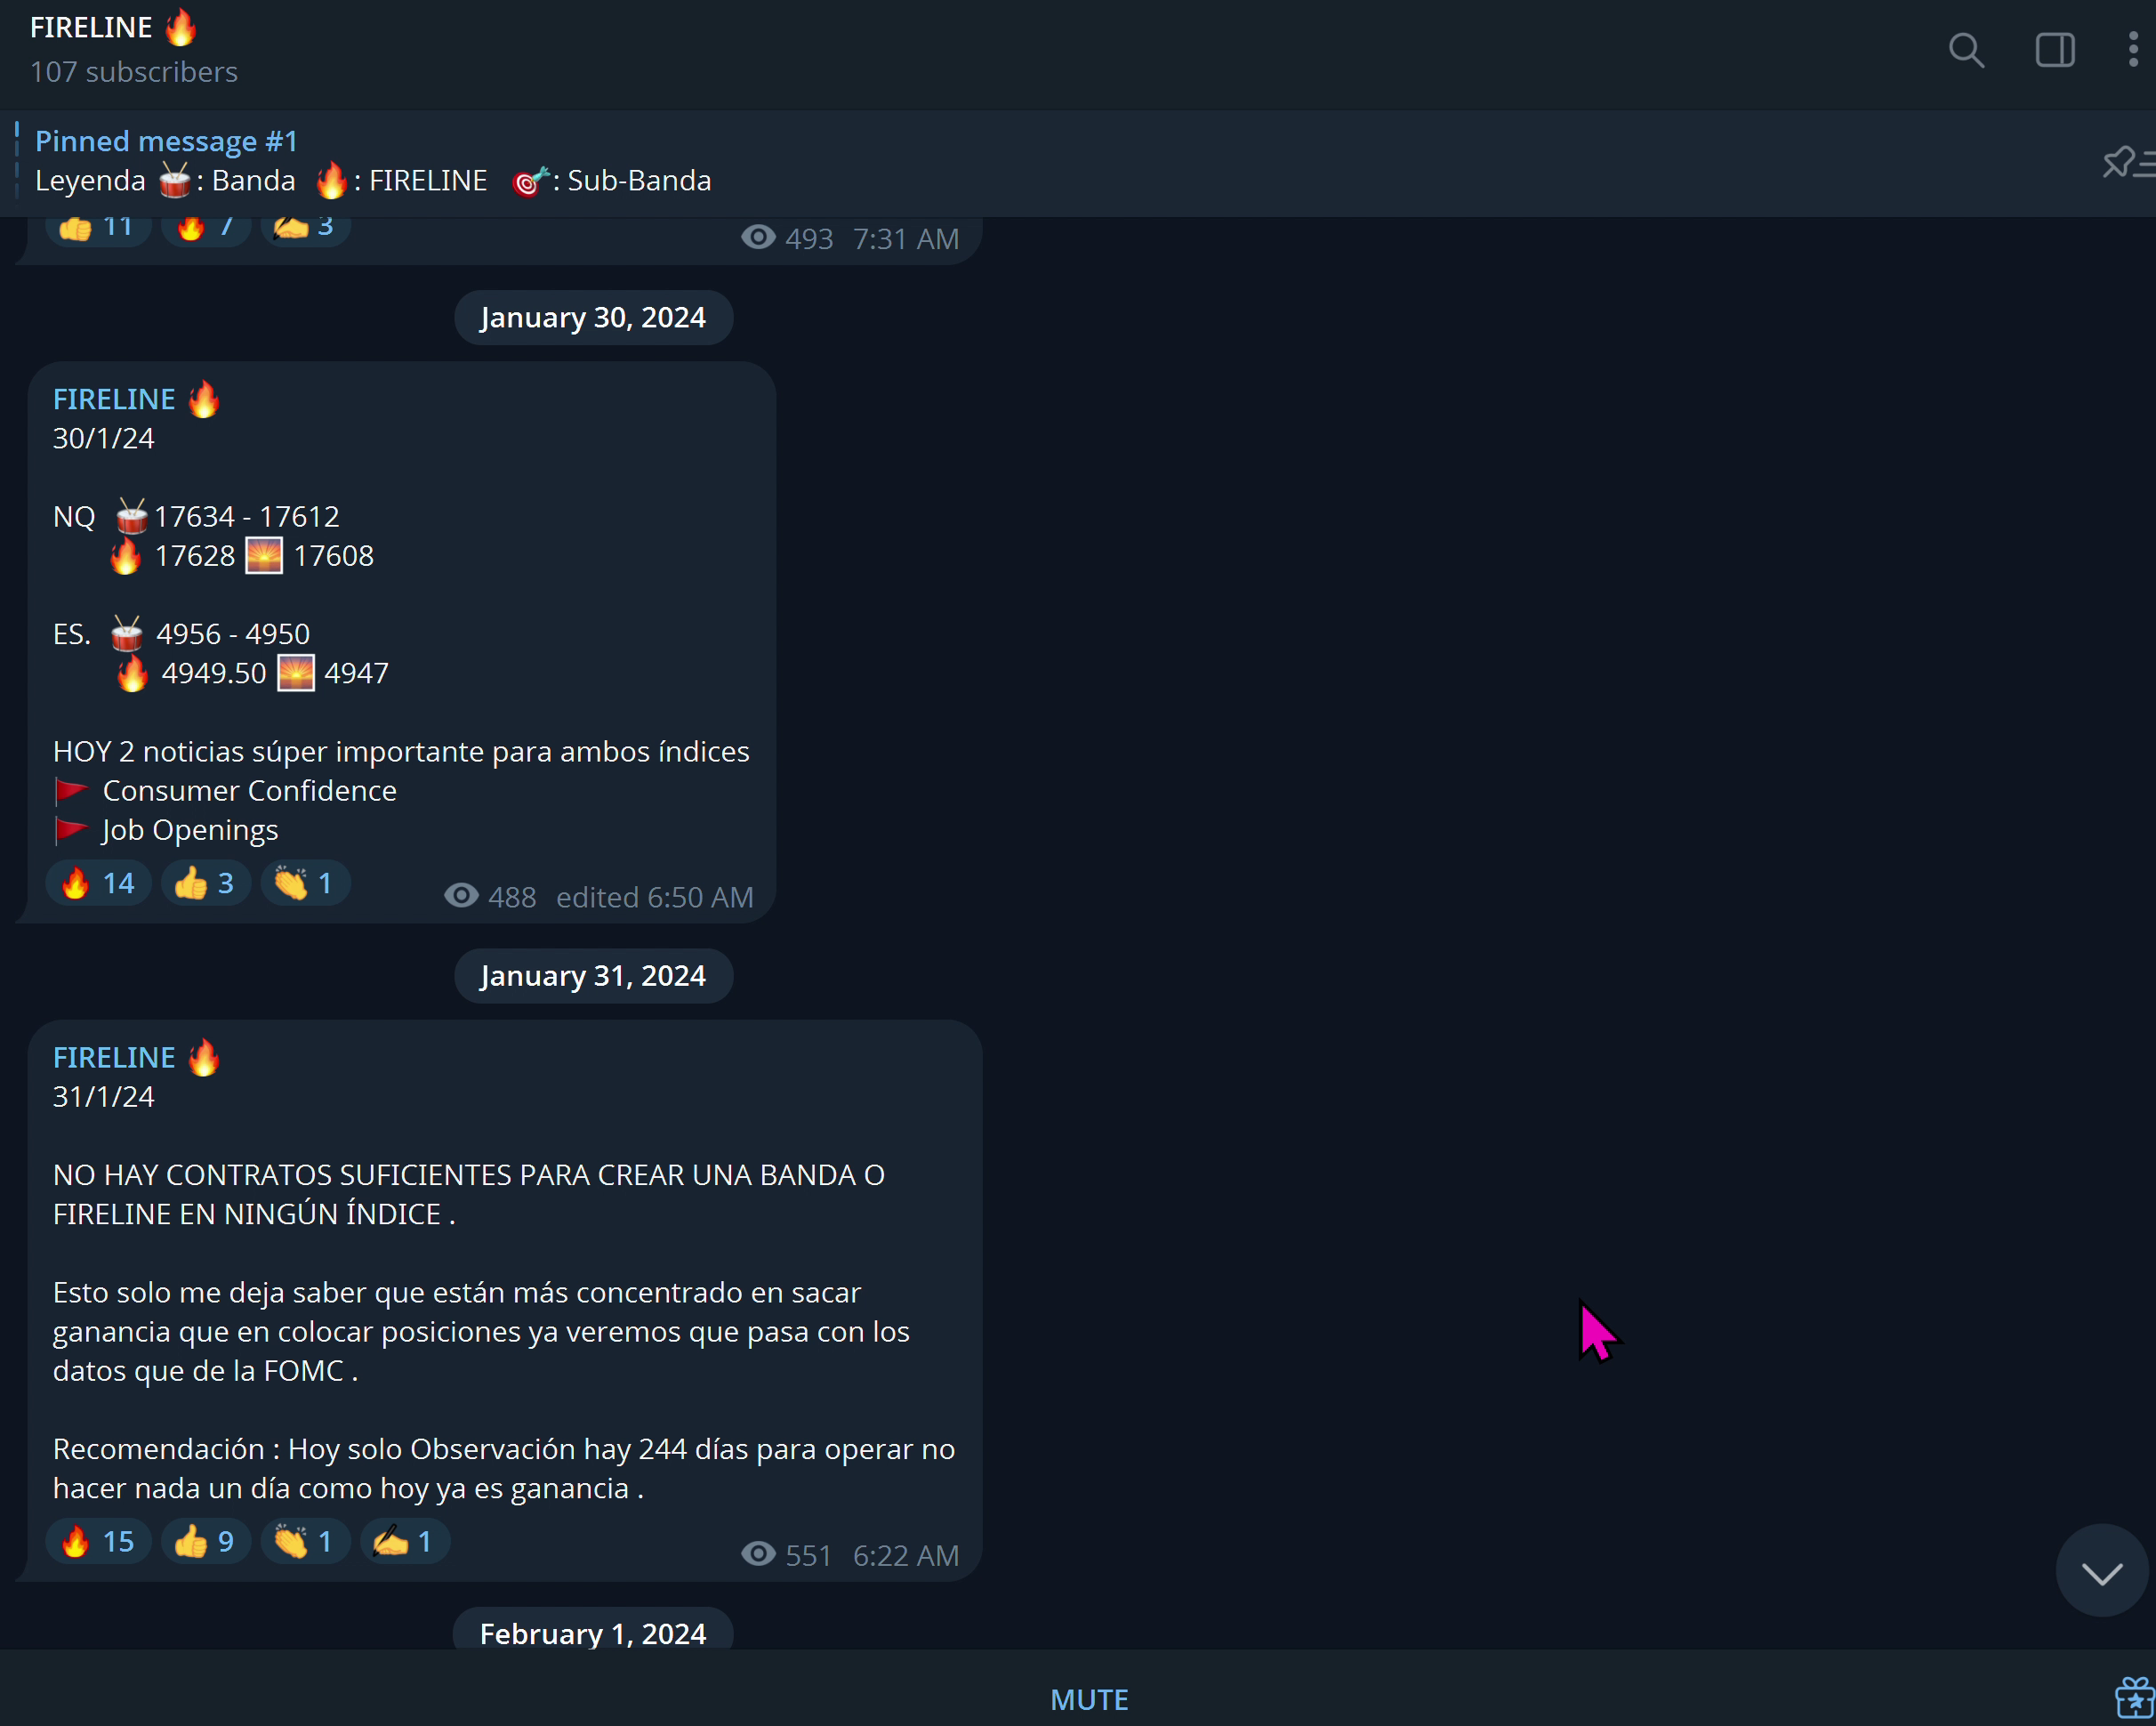 FIRELINE 🔥
107 subscribers
Pinned message #1
Leyenda 🥁: Banda 🔥: FIRELINE 🎯: Sub-Banda
👍 11 🔥 7 ✍️ 3 493 7:31 AM
January 30, 2024
FIRELINE 🔥
30/1/24
NQ 🥁17634 - 17612
🔥 17628 🌅 17608
ES. 🥁 4956 - 4950
🔥 4949.50 🌅 4947
HOY 2 noticias súper importante para ambos índices
🚩 Consumer Confidence
🚩 Job Openings
🔥 14 👍 3 👏 1 488 edited 6:50 AM
January 31, 2024
FIRELINE 🔥
31/1/24
NO HAY CONTRATOS SUFICIENTES PARA CREAR UNA BANDA O
FIRELINE EN NINGÚN ÍNDICE .
Esto solo me deja saber que están más concentrado en sacar
ganancia que en colocar posiciones ya veremos que pasa con los
datos que de la FOMC .
Recomendación : Hoy solo Observación hay 244 días para operar no
hacer nada un día como hoy ya es ganancia .
🔥 15 👍 9 👏 1 ✍️ 1 551 6:22 AM
February 1, 2024
MUTE